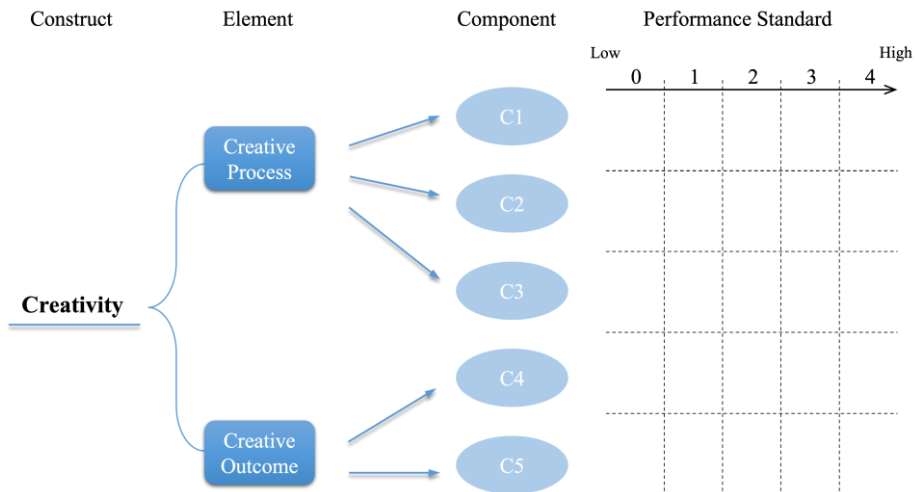 Construct
Element
Component
Performance Standard
Low
High
0 1 2 3 4
C1
Creative
Process
C2
C3
Creativity
C4
Creative
Outcome
C5